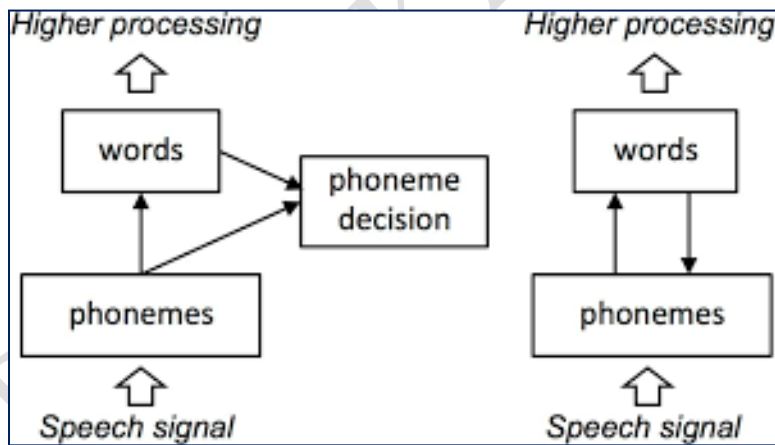 Higher processing
words
phoneme
decision
phonemes
Speech signal
Higher processing
words
phonemes
Speech signal